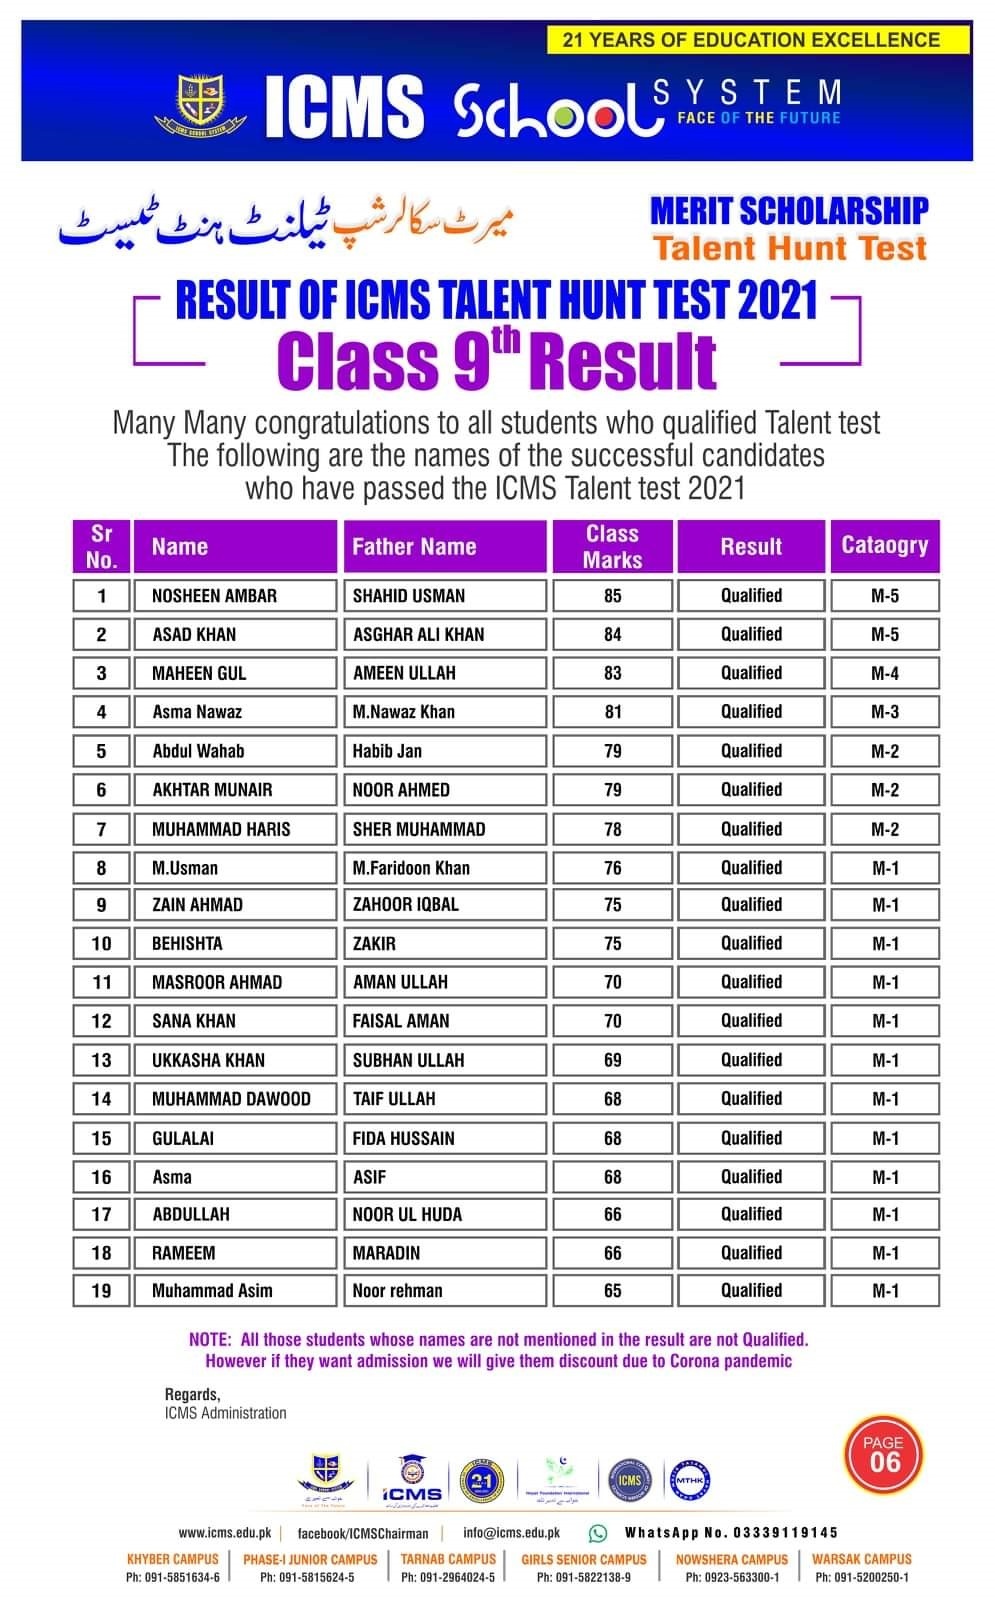 21 YEARS OF EDUCATION EXCELLENCE
ICMS School SYSTEM
FACE OF THE FUTURE
ICMS SCHOOL SYSTEM
میرٹ سکالرشپ ٹیلنٹ ہنٹ ٹیسٹ
MERIT SCHOLARSHIP
Talent Hunt Test
RESULT OF ICMS TALENT HUNT TEST 2021
Class 9th Result
Many Many congratulations to all students who qualified Talent test
The following are the names of the successful candidates
who have passed the ICMS Talent test 2021
Sr No. Name Father Name Class Marks Result Cataogry
1 NOSHEEN AMBAR SHAHID USMAN 85 Qualified M-5
2 ASAD KHAN ASGHAR ALI KHAN 84 Qualified M-5
3 MAHEEN GUL AMEEN ULLAH 83 Qualified M-4
4 Asma Nawaz M.Nawaz Khan 81 Qualified M-3
5 Abdul Wahab Habib Jan 79 Qualified M-2
6 AKHTAR MUNAIR NOOR AHMED 79 Qualified M-2
7 MUHAMMAD HARIS SHER MUHAMMAD 78 Qualified M-2
8 M.Usman M.Faridoon Khan 76 Qualified M-1
9 ZAIN AHMAD ZAHOOR IQBAL 75 Qualified M-1
10 BEHISHTA ZAKIR 75 Qualified M-1
11 MASROOR AHMAD AMAN ULLAH 70 Qualified M-1
12 SANA KHAN FAISAL AMAN 70 Qualified M-1
13 UKKASHA KHAN SUBHAN ULLAH 69 Qualified M-1
14 MUHAMMAD DAWOOD TAIF ULLAH 68 Qualified M-1
15 GULALAI FIDA HUSSAIN 68 Qualified M-1
16 Asma ASIF 68 Qualified M-1
17 ABDULLAH NOOR UL HUDA 66 Qualified M-1
18 RAMEEM MARADIN 66 Qualified M-1
19 Muhammad Asim Noor rehman 65 Qualified M-1
NOTE: All those students whose names are not mentioned in the result are not Qualified.
However if they want admission we will give them discount due to Corona pandemic
Regards,
ICMS Administration
PAGE
06
ICMS 21 ICMS MTHK
www.icms.edu.pk facebook/ICMSChairman info@icms.edu.pk WhatsApp No. 03339119145
KHYBER CAMPUS PHASE-I JUNIOR CAMPUS TARNAB CAMPUS GIRLS SENIOR CAMPUS NOWSHERA CAMPUS WARSAK CAMPUS
Ph: 091-5851634-6 Ph: 091-5815624-5 Ph: 091-2964024-5 Ph: 091-5822138-9 Ph: 0923-563300-1 Ph: 091-5200250-1